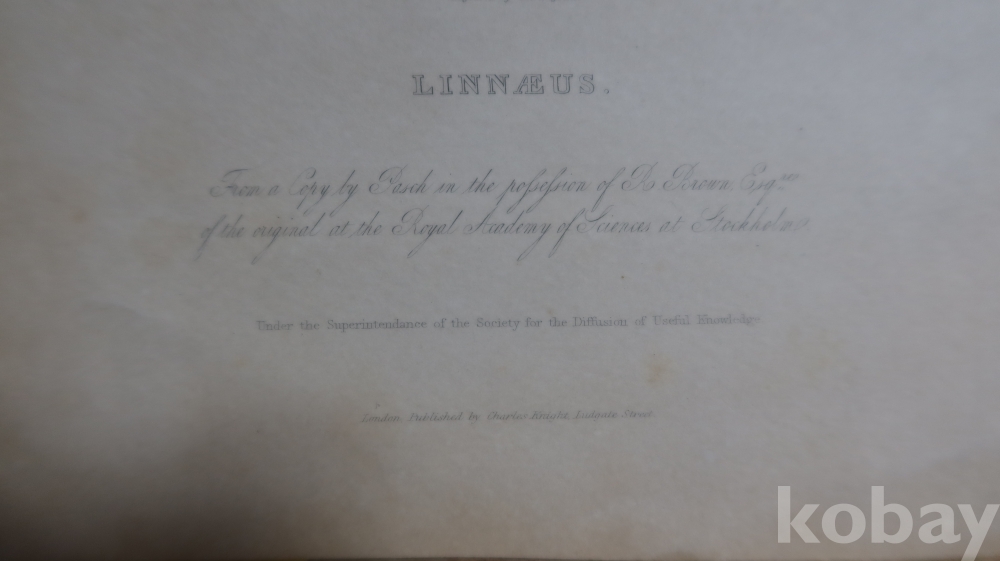 LINNÆUS.
From a Copy by Pasch in the poſseſsion of R. Brown, Esq.re
of the original at the Royal Academy of Sciences at Stockholm
Under the Superintendance of the Society for the Diffusion of Useful Knowledge
London, Published by Charles Knight, Ludgate Street.
kobay